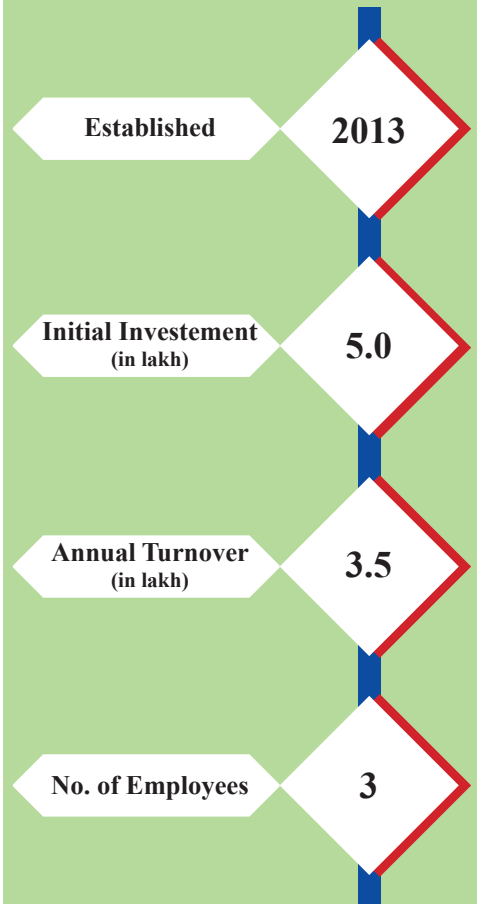 Established
2013
Initial Investement
(in lakh)
5.0
Annual Turnover
(in lakh)
3.5
No. of Employees
3